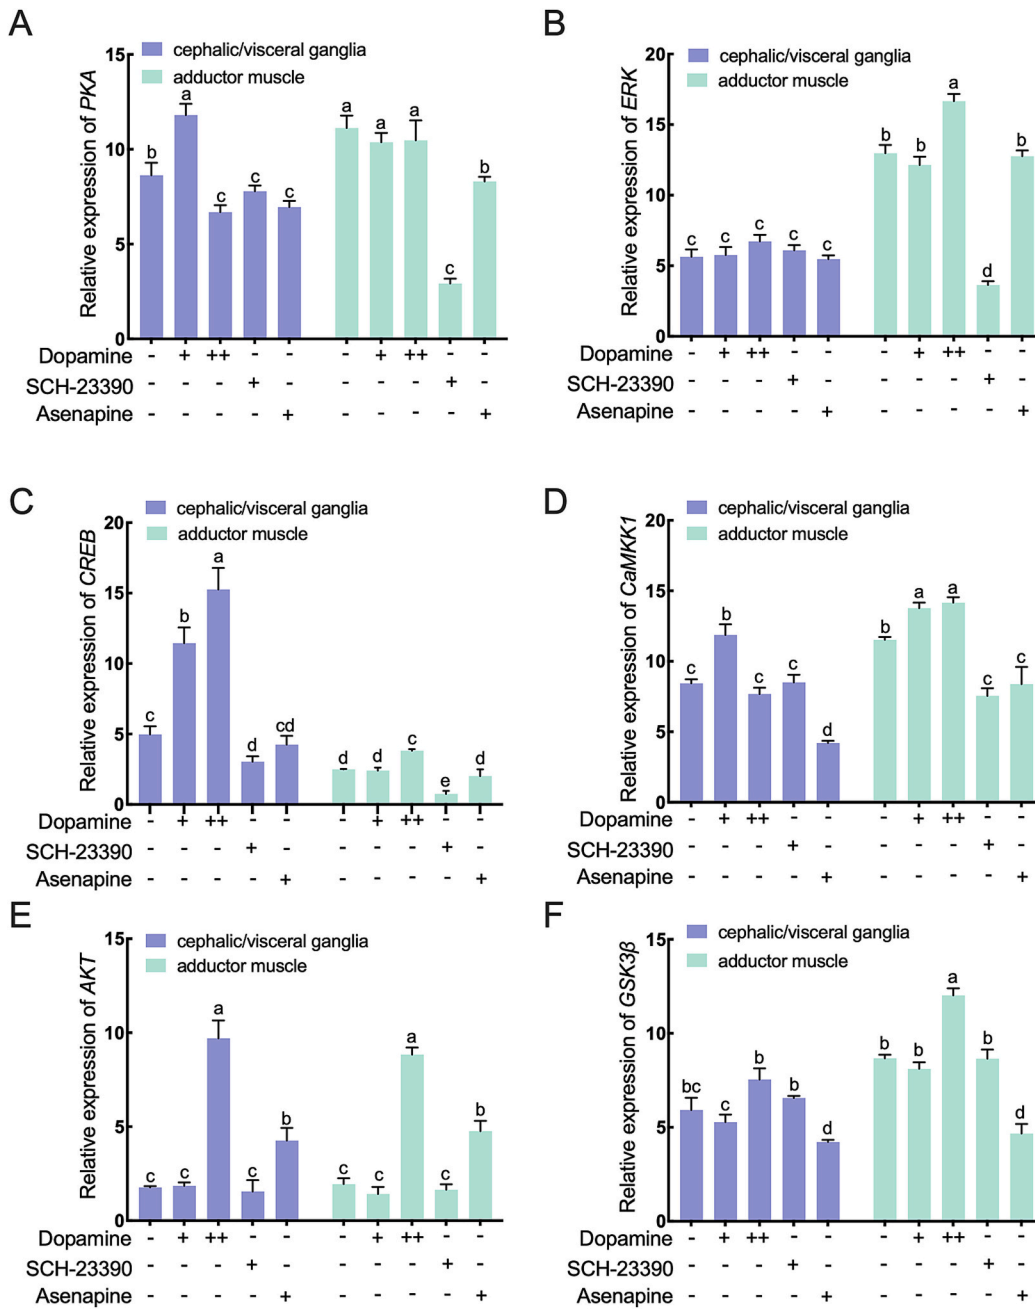 A
cephalic/visceral ganglia
adductor muscle
Relative expression of PKA
15
10
5
0
b a c c c a a a c b
Dopamine - + ++ - - - + ++ - -
SCH-23390 - - - + - - - - + -
Asenapine - - - - + - - - - +
B
cephalic/visceral ganglia
adductor muscle
Relative expression of ERK
20
15
10
5
0
c c c c c b b a d b
Dopamine - + ++ - - - + ++ - -
SCH-23390 - - - + - - - - + -
Asenapine - - - - + - - - - +
C
cephalic/visceral ganglia
adductor muscle
Relative expression of CREB
20
15
10
5
0
c b a d cd d d c e d
Dopamine - + ++ - - - + ++ - -
SCH-23390 - - - + - - - - + -
Asenapine - - - - + - - - - +
D
cephalic/visceral ganglia
adductor muscle
Relative expression of CaMKK1
20
15
10
5
0
c b c c d b a a c c
Dopamine - + ++ - - - + ++ - -
SCH-23390 - - - + - - - - + -
Asenapine - - - - + - - - - +
E
cephalic/visceral ganglia
adductor muscle
Relative expression of AKT
15
10
5
0
c c a c b c c a c b
Dopamine - + ++ - - - + ++ - -
SCH-23390 - - - + - - - - + -
Asenapine - - - - + - - - - +
F
cephalic/visceral ganglia
adductor muscle
Relative expression of GSK3β
15
10
5
0
bc c b b d b b a b d
Dopamine - + ++ - - - + ++ - -
SCH-23390 - - - + - - - - + -
Asenapine - - - - + - - - - +